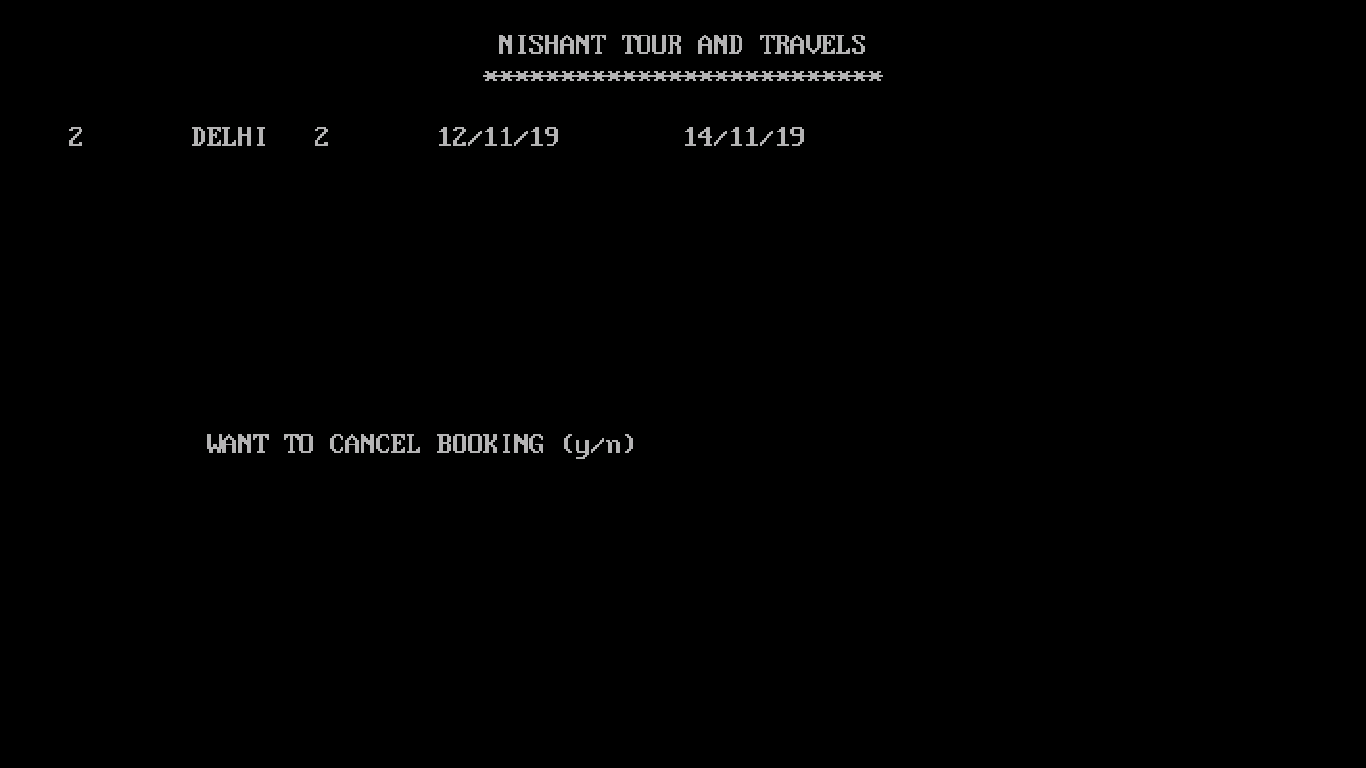 NISHANT TOUR AND TRAVELS
**************************
2 DELHI 2 12/11/19 14/11/19
WANT TO CANCEL BOOKING (y/n)